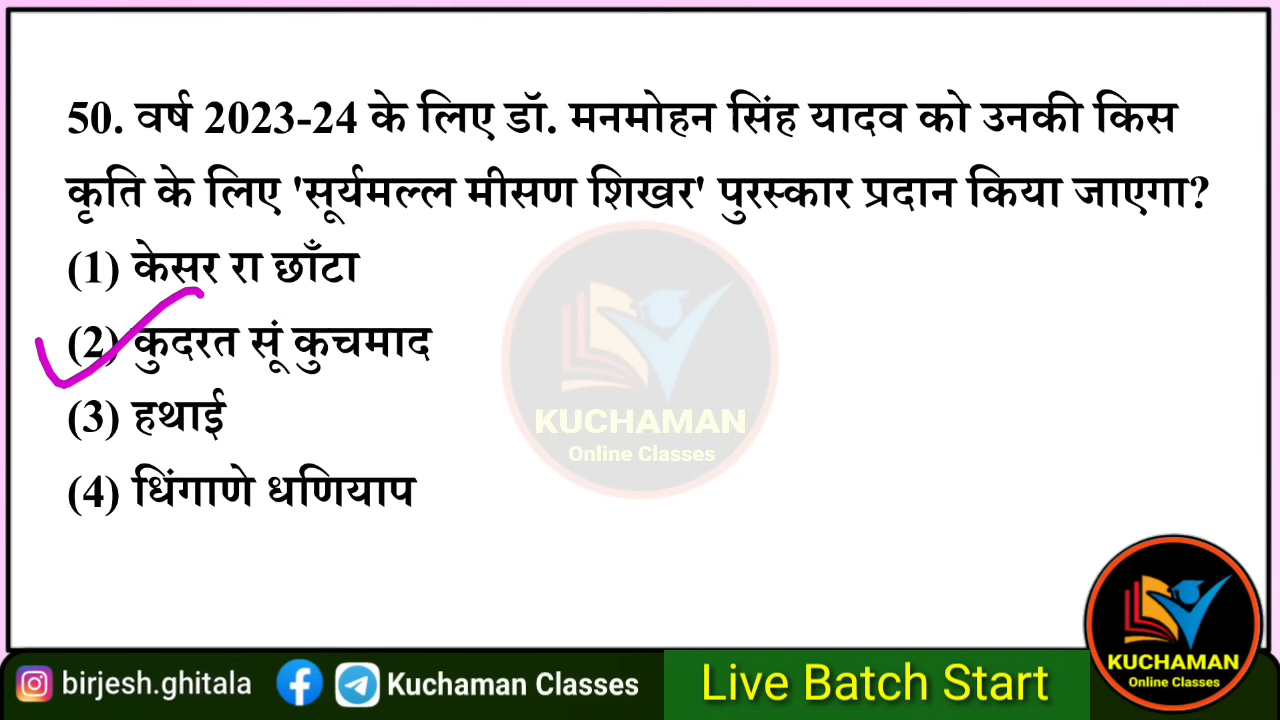 50. वर्ष 2023-24 के लिए डॉ. मनमोहन सिंह यादव को उनकी किस
कृति के लिए 'सूर्यमल्ल मीसण शिखर' पुरस्कार प्रदान किया जाएगा?
(1) केसर रा छाँटा
(2) कुदरत सूं कुचमाद
(3) हथाई
(4) धिंगाणे धणियाप
KUCHAMAN
Online Classes
KUCHAMAN
Online Classes
birjesh.ghitala
Kuchaman Classes
Live Batch Start